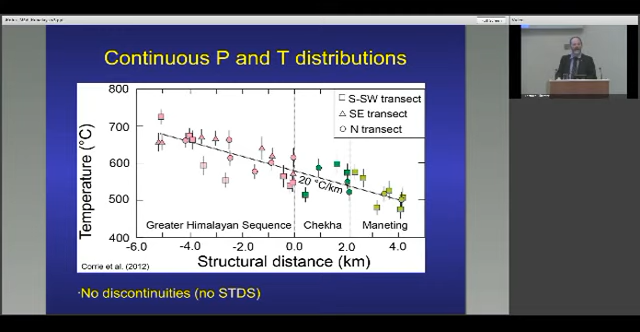 Continuous P and T distributions
800
700
600
500
400
Temperature (°C)
S-SW transect
SE transect
N transect
20 °C/km
Greater Himalayan Sequence
Chekha
Maneting
-6.0
-4.0
-2.0
0.0
2.0
4.0
Structural distance (km)
Corrie et al. (2012)
·No discontinuities (no STDS)